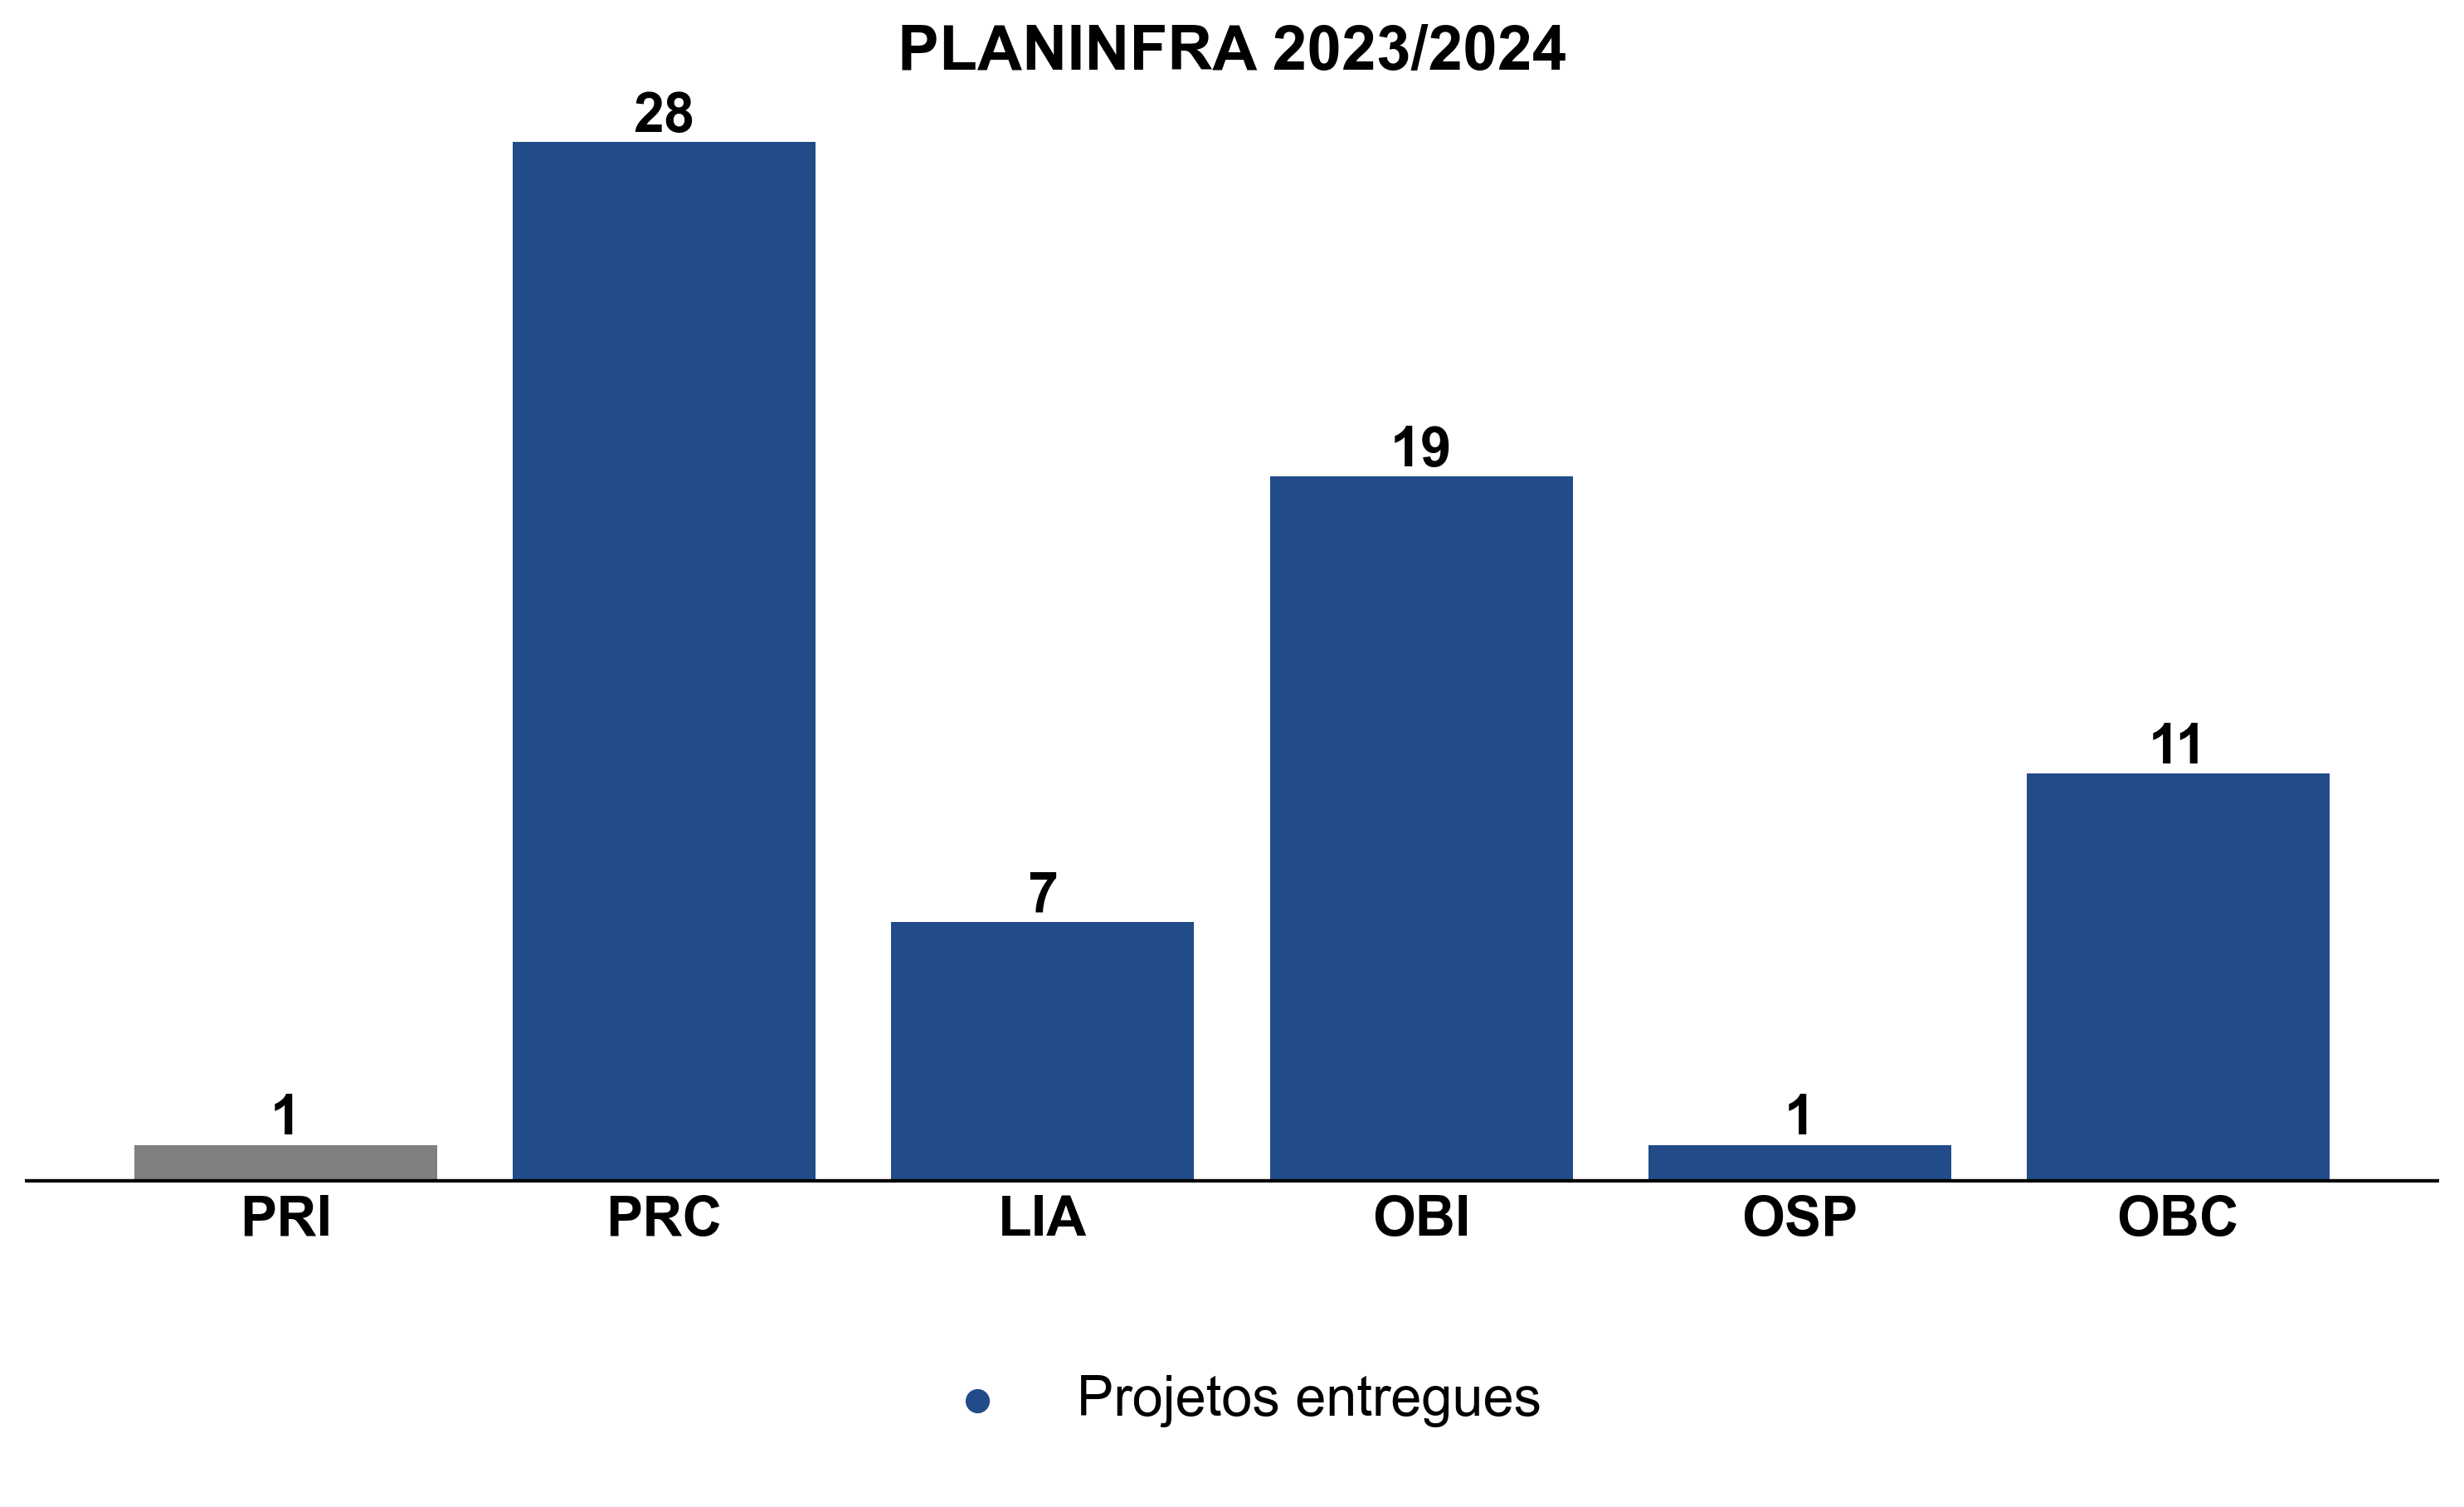 PLANINFRA 2023/2024
28
19
11
7
1
1
PRI PRC LIA OBI OSP OBC
Projetos entregues